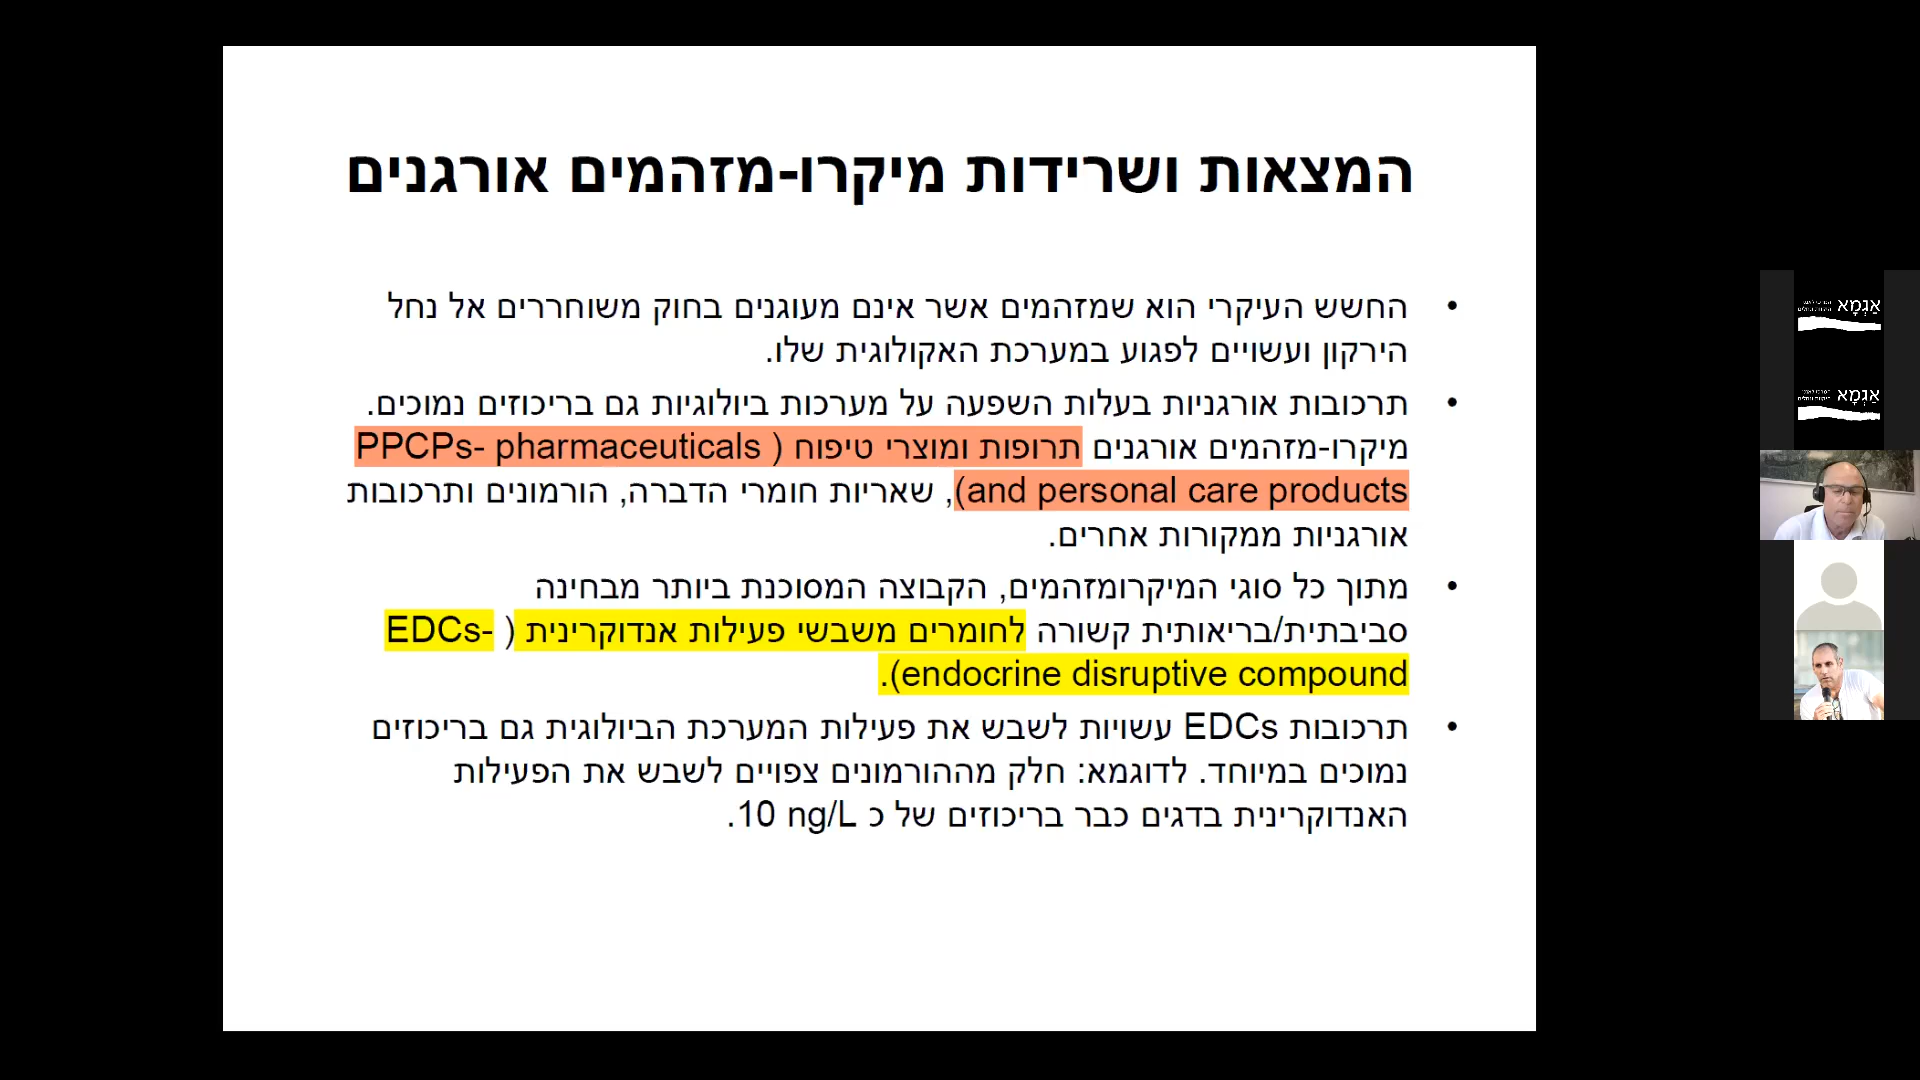 המצאות ושרידות מיקרו-מזהמים אורגנים
• החשש העיקרי הוא שמזהמים אשר אינם מעוגנים בחוק משוחררים אל נחל
הירקון ועשויים לפגוע במערכת האקולוגית שלו.
• תרכובות אורגניות בעלות השפעה על מערכות ביולוגיות גם בריכוזים נמוכים.
מיקרו-מזהמים אורגנים תרופות ומוצרי טיפוח ( PPCPs- pharmaceuticals
and personal care products), שאריות חומרי הדברה, הורמונים ותרכובות
אורגניות ממקורות אחרים.
• מתוך כל סוגי המיקרומזהמים, הקבוצה המסוכנת ביותר מבחינה
סביבתית/בריאותית קשורה לחומרים משבשי פעילות אנדוקרינית ( EDCs-
endocrine disruptive compound).
• תרכובות EDCs עשויות לשבש את פעילות המערכת הביולוגית גם בריכוזים
נמוכים במיוחד. לדוגמא: חלק מההורמונים צפויים לשבש את הפעילות
האנדוקרינית בדגים כבר בריכוזים של כ 10 ng/L.
אַגְמָא
אַגְמָא